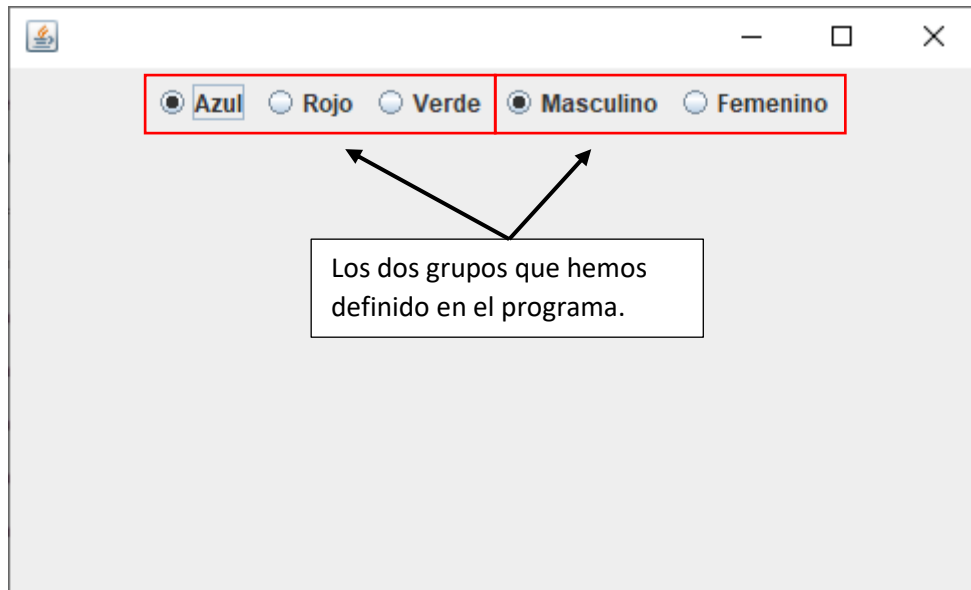 Azul Rojo Verde Masculino Femenino
Los dos grupos que hemos
definido en el programa.